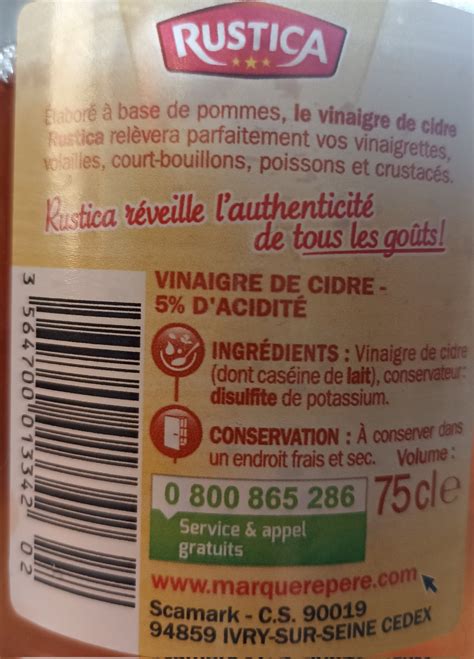 RUSTICA
Élaboré à base de pommes, le vinaigre de cidre
Rustica relèvera parfaitement vos vinaigrettes,
volailles, court-bouillons, poissons et crustacés.
Rustica réveille l'authenticité
de tous les goûts!
VINAIGRE DE CIDRE -
5% D'ACIDITÉ
INGRÉDIENTS : Vinaigre de cidre
(dont caséine de lait), conservateur:
disulfite de potassium.
CONSERVATION : À conserver dans
un endroit frais et sec. Volume :
0 800 865 286
75cl e
Service & appel
gratuits
www.marquerepere.com
Scamark - C.S. 90019
94859 IVRY-SUR-SEINE CEDEX
3 564700 013342 02